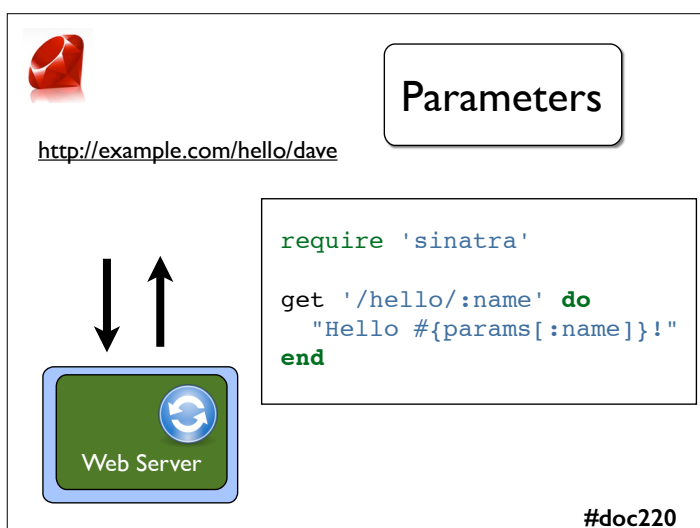 Parameters
http://example.com/hello/dave
require 'sinatra'
get '/hello/:name' do
"Hello #{params[:name]}!"
end
Web Server
#doc220